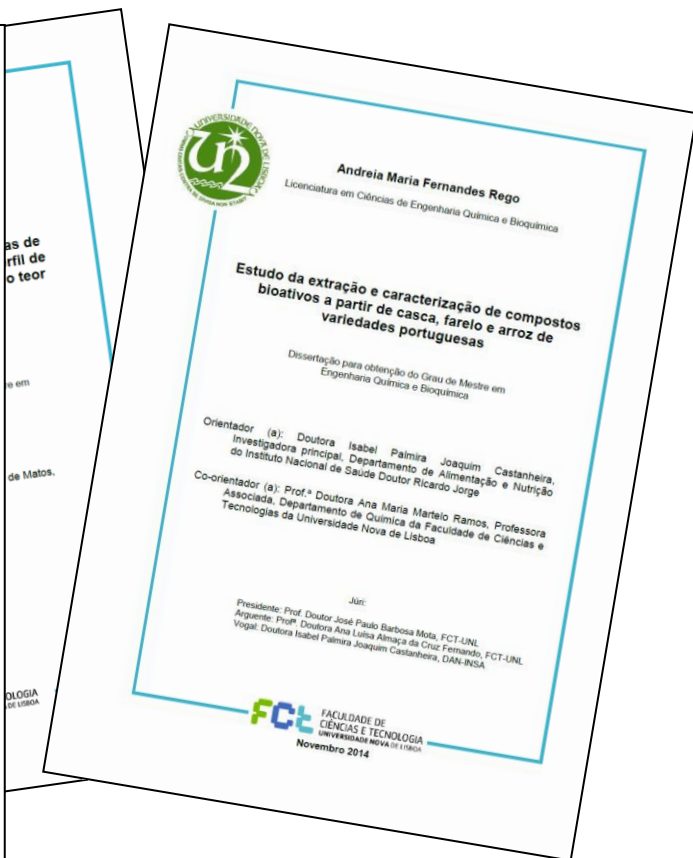 as de
rfil de
o teor
re em
de Matos,
OLOGIA
DE LISBOA
UNIVERSIDADE NOVA DE LISBOA
Andreia Maria Fernandes Rego
Licenciatura em Ciências de Engenharia Química e Bioquímica
Estudo da extração e caracterização de compostos
bioativos a partir de casca, farelo e arroz de
variedades portuguesas
Dissertação para obtenção do Grau de Mestre em
Engenharia Química e Bioquímica
Orientador (a): Doutora Isabel Palmira Joaquim Castanheira,
Investigadora principal, Departamento de Alimentação e Nutrição
do Instituto Nacional de Saúde Doutor Ricardo Jorge
Co-orientador (a): Prof.ª Doutora Ana Maria Martelo Ramos, Professora
Associada, Departamento de Química da Faculdade de Ciências e
Tecnologias da Universidade Nova de Lisboa
Júri:
Presidente: Prof. Doutor José Paulo Barbosa Mota, FCT-UNL
Arguente: Profª. Doutora Ana Luísa Almaça da Cruz Fernando, FCT-UNL
Vogal: Doutora Isabel Palmira Joaquim Castanheira, DAN-INSA
FCt
FACULDADE DE
CIÊNCIAS E TECNOLOGIA
UNIVERSIDADE NOVA DE LISBOA
Novembro 2014